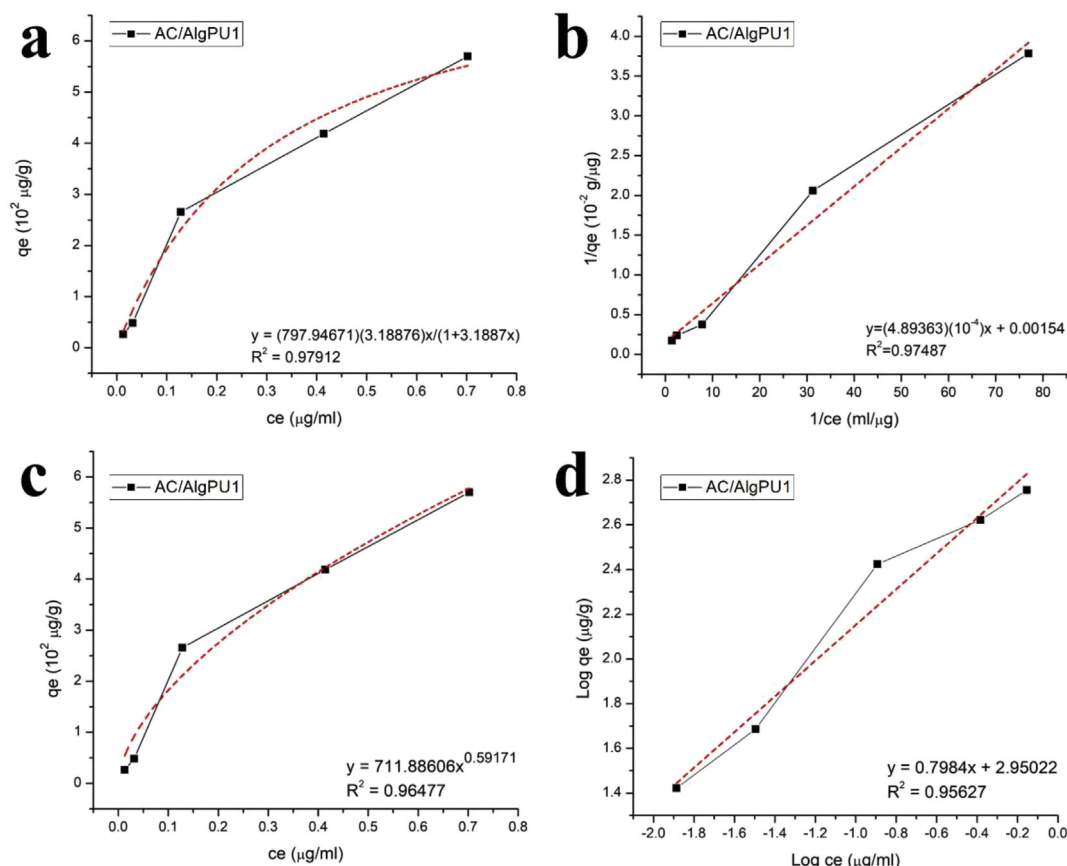 a
AC/AlgPU1
6
5
4
3
2
1
0
qe (10² µg/g)
y = (797.94671)(3.18876)x/(1+3.1887x)
R² = 0.97912
0.0 0.1 0.2 0.3 0.4 0.5 0.6 0.7 0.8
ce (µg/ml)
b
AC/AlgPU1
4.0
3.5
3.0
2.5
2.0
1.5
1.0
0.5
0.0
1/qe (10⁻² g/µg)
y=(4.89363)(10⁻⁴)x + 0.00154
R²=0.97487
0 10 20 30 40 50 60 70 80
1/ce (ml/µg)
c
AC/AlgPU1
6
5
4
3
2
1
0
qe (10² µg/g)
y = 711.88606x⁰·⁵⁹¹⁷¹
R² = 0.96477
0.0 0.1 0.2 0.3 0.4 0.5 0.6 0.7 0.8
ce (µg/ml)
d
AC/AlgPU1
2.8
2.6
2.4
2.2
2.0
1.8
1.6
1.4
Log qe (µg/g)
y = 0.7984x + 2.95022
R² = 0.95627
-2.0 -1.8 -1.6 -1.4 -1.2 -1.0 -0.8 -0.6 -0.4 -0.2 0.0
Log ce (µg/ml)